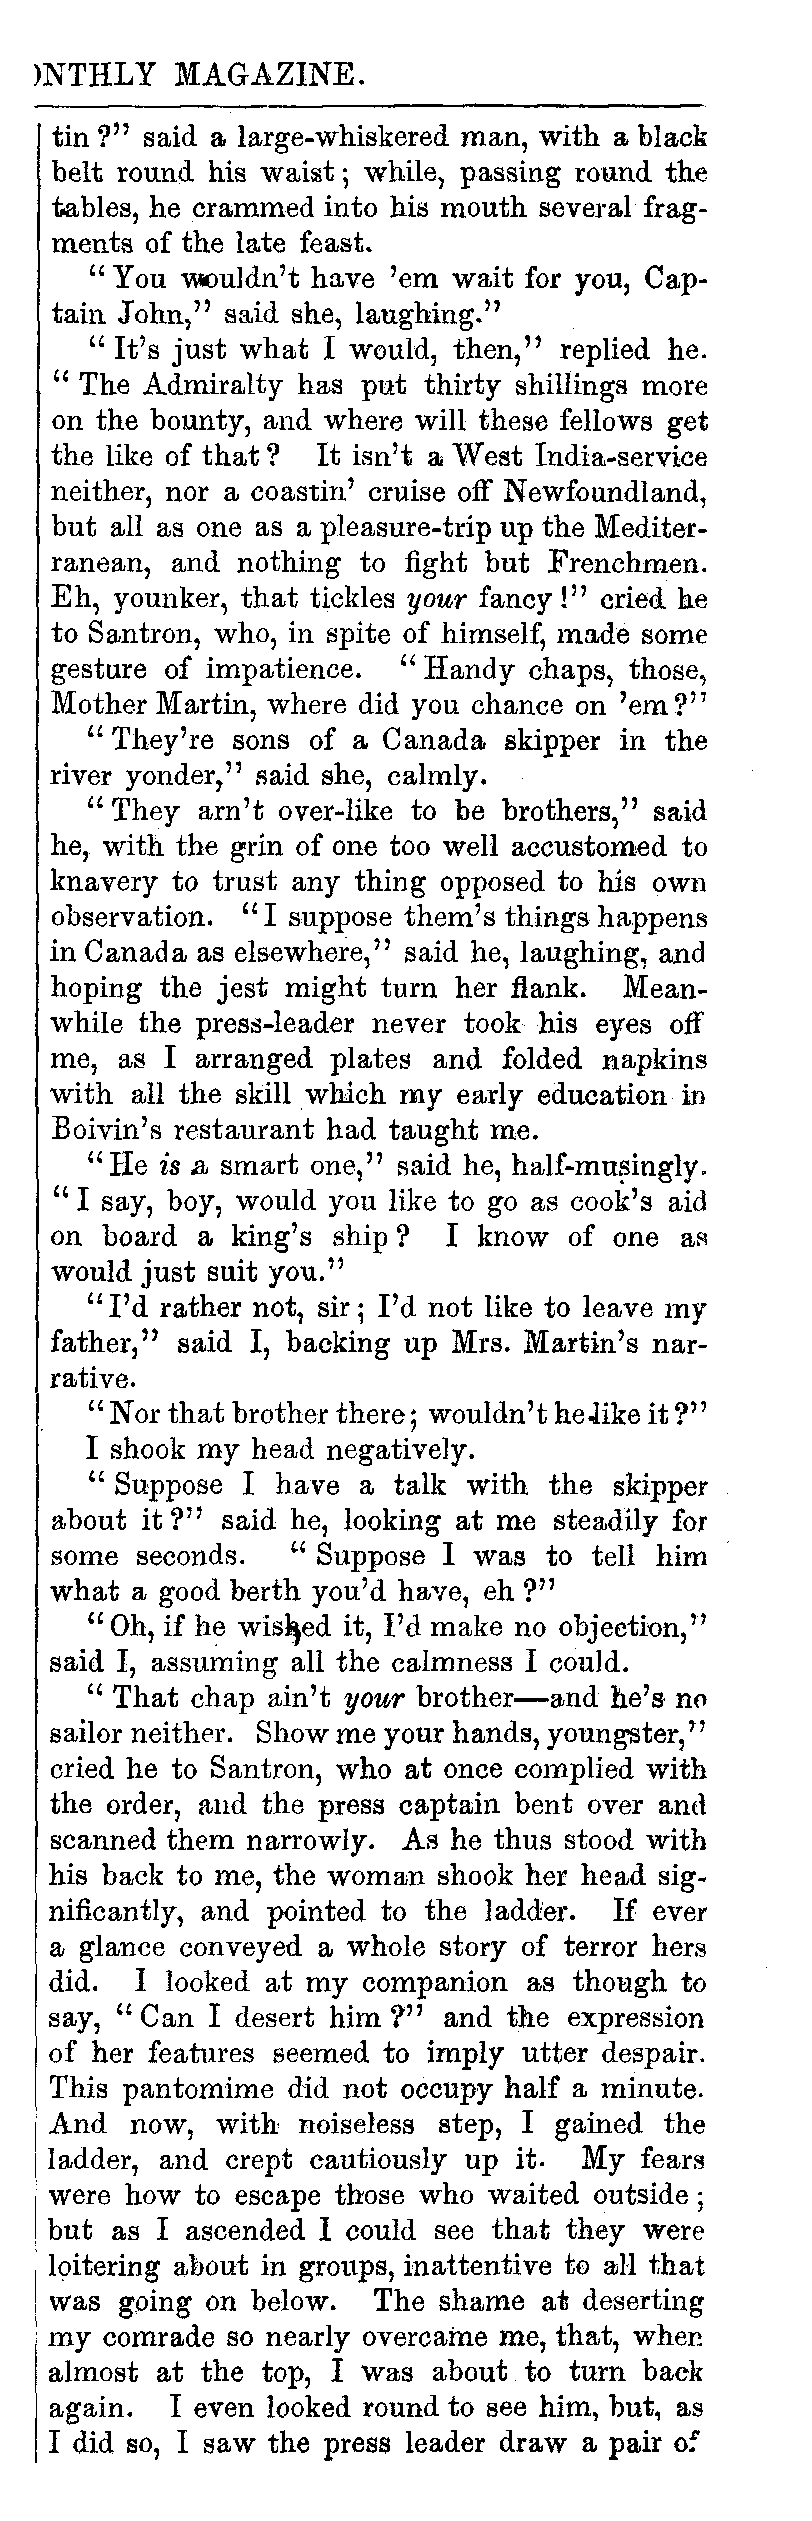 )NTHLY MAGAZINE.
tin?" said a large-whiskered man, with a black
belt round his waist; while, passing round the
tables, he crammed into his mouth several frag-
ments of the late feast.
"You wouldn't have 'em wait for you, Cap-
tain John," said she, laughing."
"It's just what I would, then," replied he.
"The Admiralty has put thirty shillings more
on the bounty, and where will these fellows get
the like of that? It isn't a West India-service
neither, nor a coastin' cruise off Newfoundland,
but all as one as a pleasure-trip up the Mediter-
ranean, and nothing to fight but Frenchmen.
Eh, younker, that tickles your fancy!" cried he
to Santron, who, in spite of himself, made some
gesture of impatience. "Handy chaps, those,
Mother Martin, where did you chance on 'em?"
"They're sons of a Canada skipper in the
river yonder," said she, calmly.
"They arn't over-like to be brothers," said
he, with the grin of one too well accustomed to
knavery to trust any thing opposed to his own
observation. "I suppose them's things happens
in Canada as elsewhere," said he, laughing, and
hoping the jest might turn her flank. Mean-
while the press-leader never took his eyes off
me, as I arranged plates and folded napkins
with all the skill which my early education in
Boivin's restaurant had taught me.
"He is a smart one," said he, half-musingly.
"I say, boy, would you like to go as cook's aid
on board a king's ship? I know of one as
would just suit you."
"I'd rather not, sir; I'd not like to leave my
father," said I, backing up Mrs. Martin's nar-
rative.
"Nor that brother there; wouldn't he like it?"
I shook my head negatively.
"Suppose I have a talk with the skipper
about it?" said he, looking at me steadily for
some seconds. "Suppose I was to tell him
what a good berth you'd have, eh?"
"Oh, if he wished it, I'd make no objection,"
said I, assuming all the calmness I could.
"That chap ain't your brother—and he's no
sailor neither. Show me your hands, youngster,"
cried he to Santron, who at once complied with
the order, and the press captain bent over and
scanned them narrowly. As he thus stood with
his back to me, the woman shook her head sig-
nificantly, and pointed to the ladder. If ever
a glance conveyed a whole story of terror hers
did. I looked at my companion as though to
say, "Can I desert him?" and the expression
of her features seemed to imply utter despair.
This pantomime did not occupy half a minute.
And now, with noiseless step, I gained the
ladder, and crept cautiously up it. My fears
were how to escape those who waited outside;
but as I ascended I could see that they were
loitering about in groups, inattentive to all that
was going on below. The shame at deserting
my comrade so nearly overcame me, that, when
almost at the top, I was about to turn back
again. I even looked round to see him, but, as
I did so, I saw the press leader draw a pair of